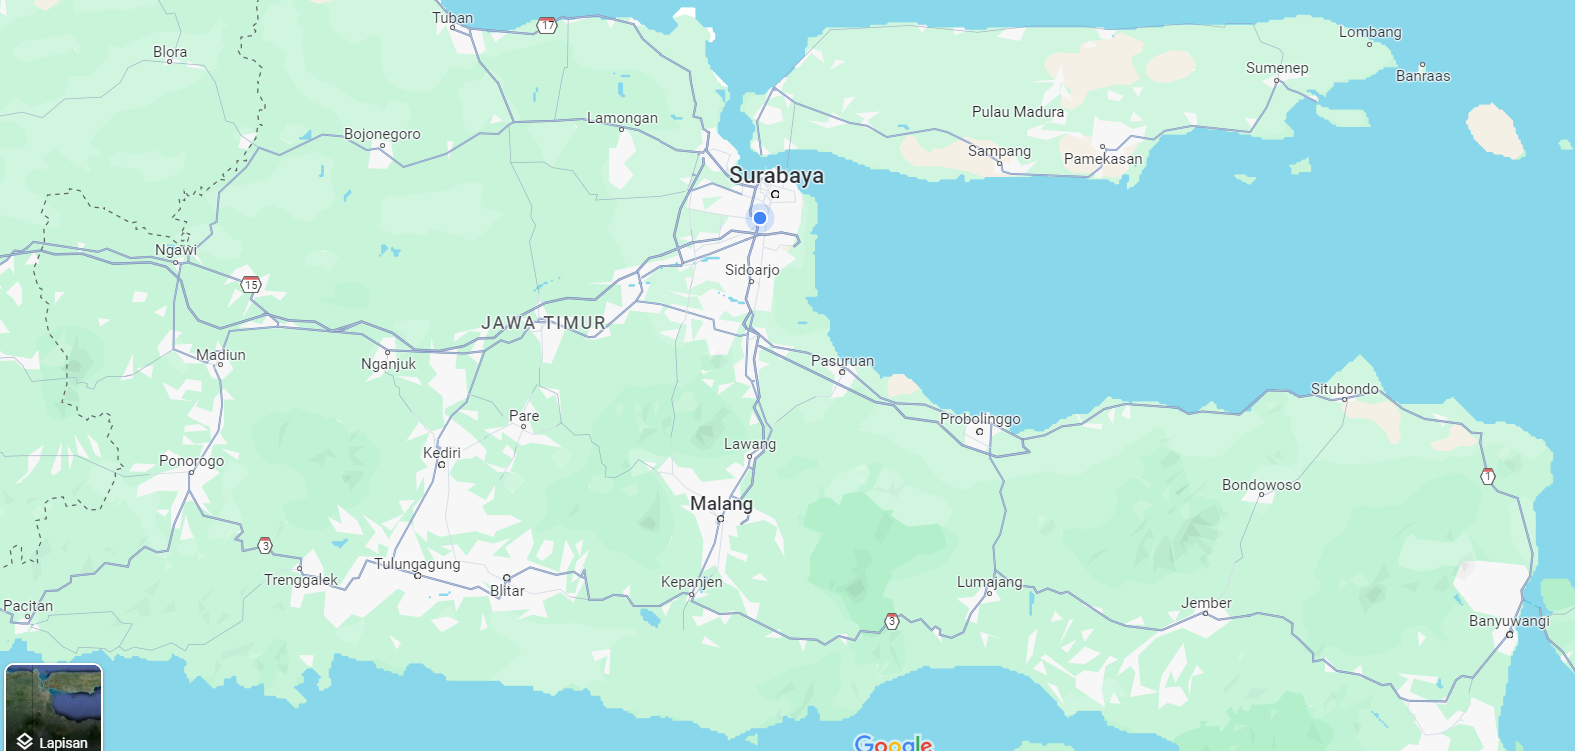 Tuban
17
Lombang
Blora
Sumenep
Banraas
Pulau Madura
Lamongan
Bojonegoro
Sampang
Pamekasan
Surabaya
Ngawi
Sidoarjo
15
JAWA TIMUR
Madiun
Nganjuk
Pasuruan
Situbondo
Pare
Probolinggo
Lawang
Kediri
Ponorogo
1
Bondowoso
Malang
3
Tulungagung
Trenggalek
Blitar
Kepanjen
Lumajang
Pacitan
Jember
3
Banyuwangi
Lapisan
Google